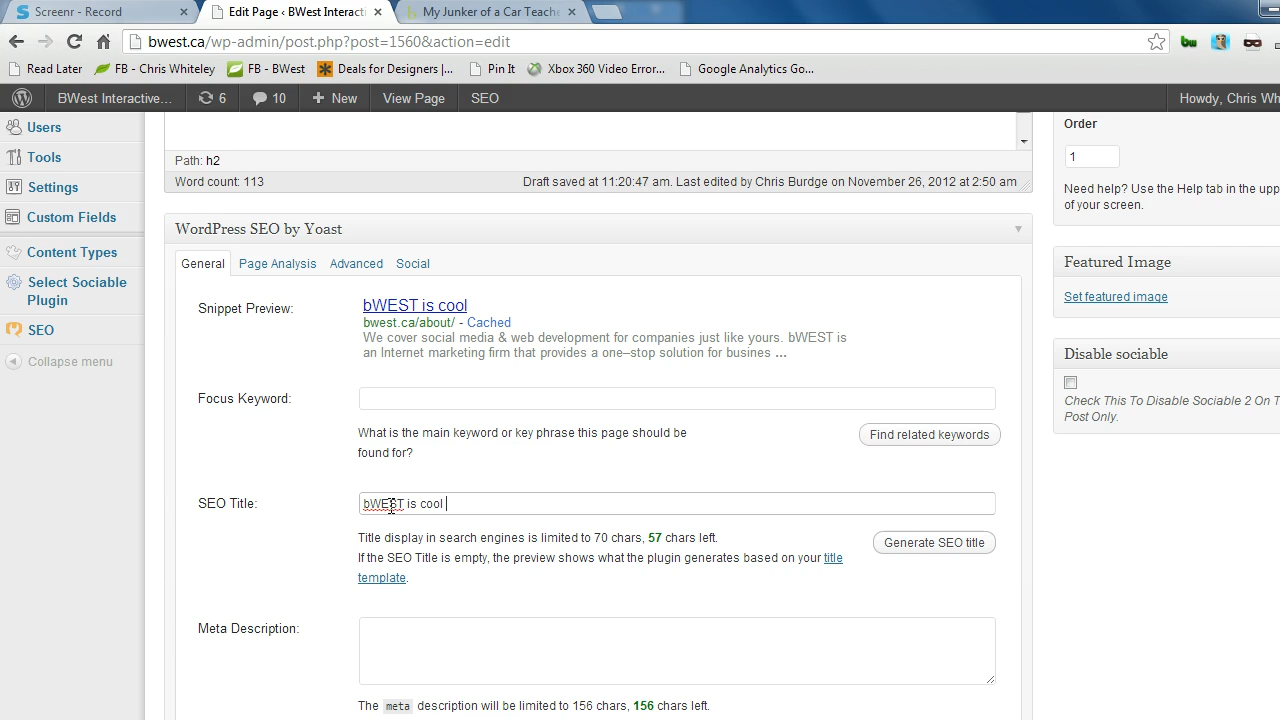 Screenr - Record
Edit Page ‹ BWest Interacti
My Junker of a Car Teache
bwest.ca/wp-admin/post.php?post=1560&action=edit
Read Later
FB - Chris Whiteley
FB - BWest
Deals for Designers |...
Pin It
Xbox 360 Video Error...
Google Analytics Go...
BWest Interactive...
6
10
New
View Page
SEO
Howdy, Chris Wh
Users
Tools
Settings
Custom Fields
Content Types
Select Sociable
Plugin
SEO
Collapse menu
Path: h2
Word count: 113
Draft saved at 11:20:47 am. Last edited by Chris Burdge on November 26, 2012 at 2:50 am
WordPress SEO by Yoast
General
Page Analysis
Advanced
Social
Snippet Preview:
bWEST is cool
bwest.ca/about/ - Cached
We cover social media & web development for companies just like yours. bWEST is
an Internet marketing firm that provides a one–stop solution for busines ...
Focus Keyword:
What is the main keyword or key phrase this page should be
found for?
Find related keywords
SEO Title:
bWEST is cool
Title display in search engines is limited to 70 chars, 57 chars left.
If the SEO Title is empty, the preview shows what the plugin generates based on your title
template.
Generate SEO title
Meta Description:
The meta description will be limited to 156 chars, 156 chars left.
Order
1
Need help? Use the Help tab in the upp
of your screen.
Featured Image
Set featured image
Disable sociable
Check This To Disable Sociable 2 On T
Post Only.